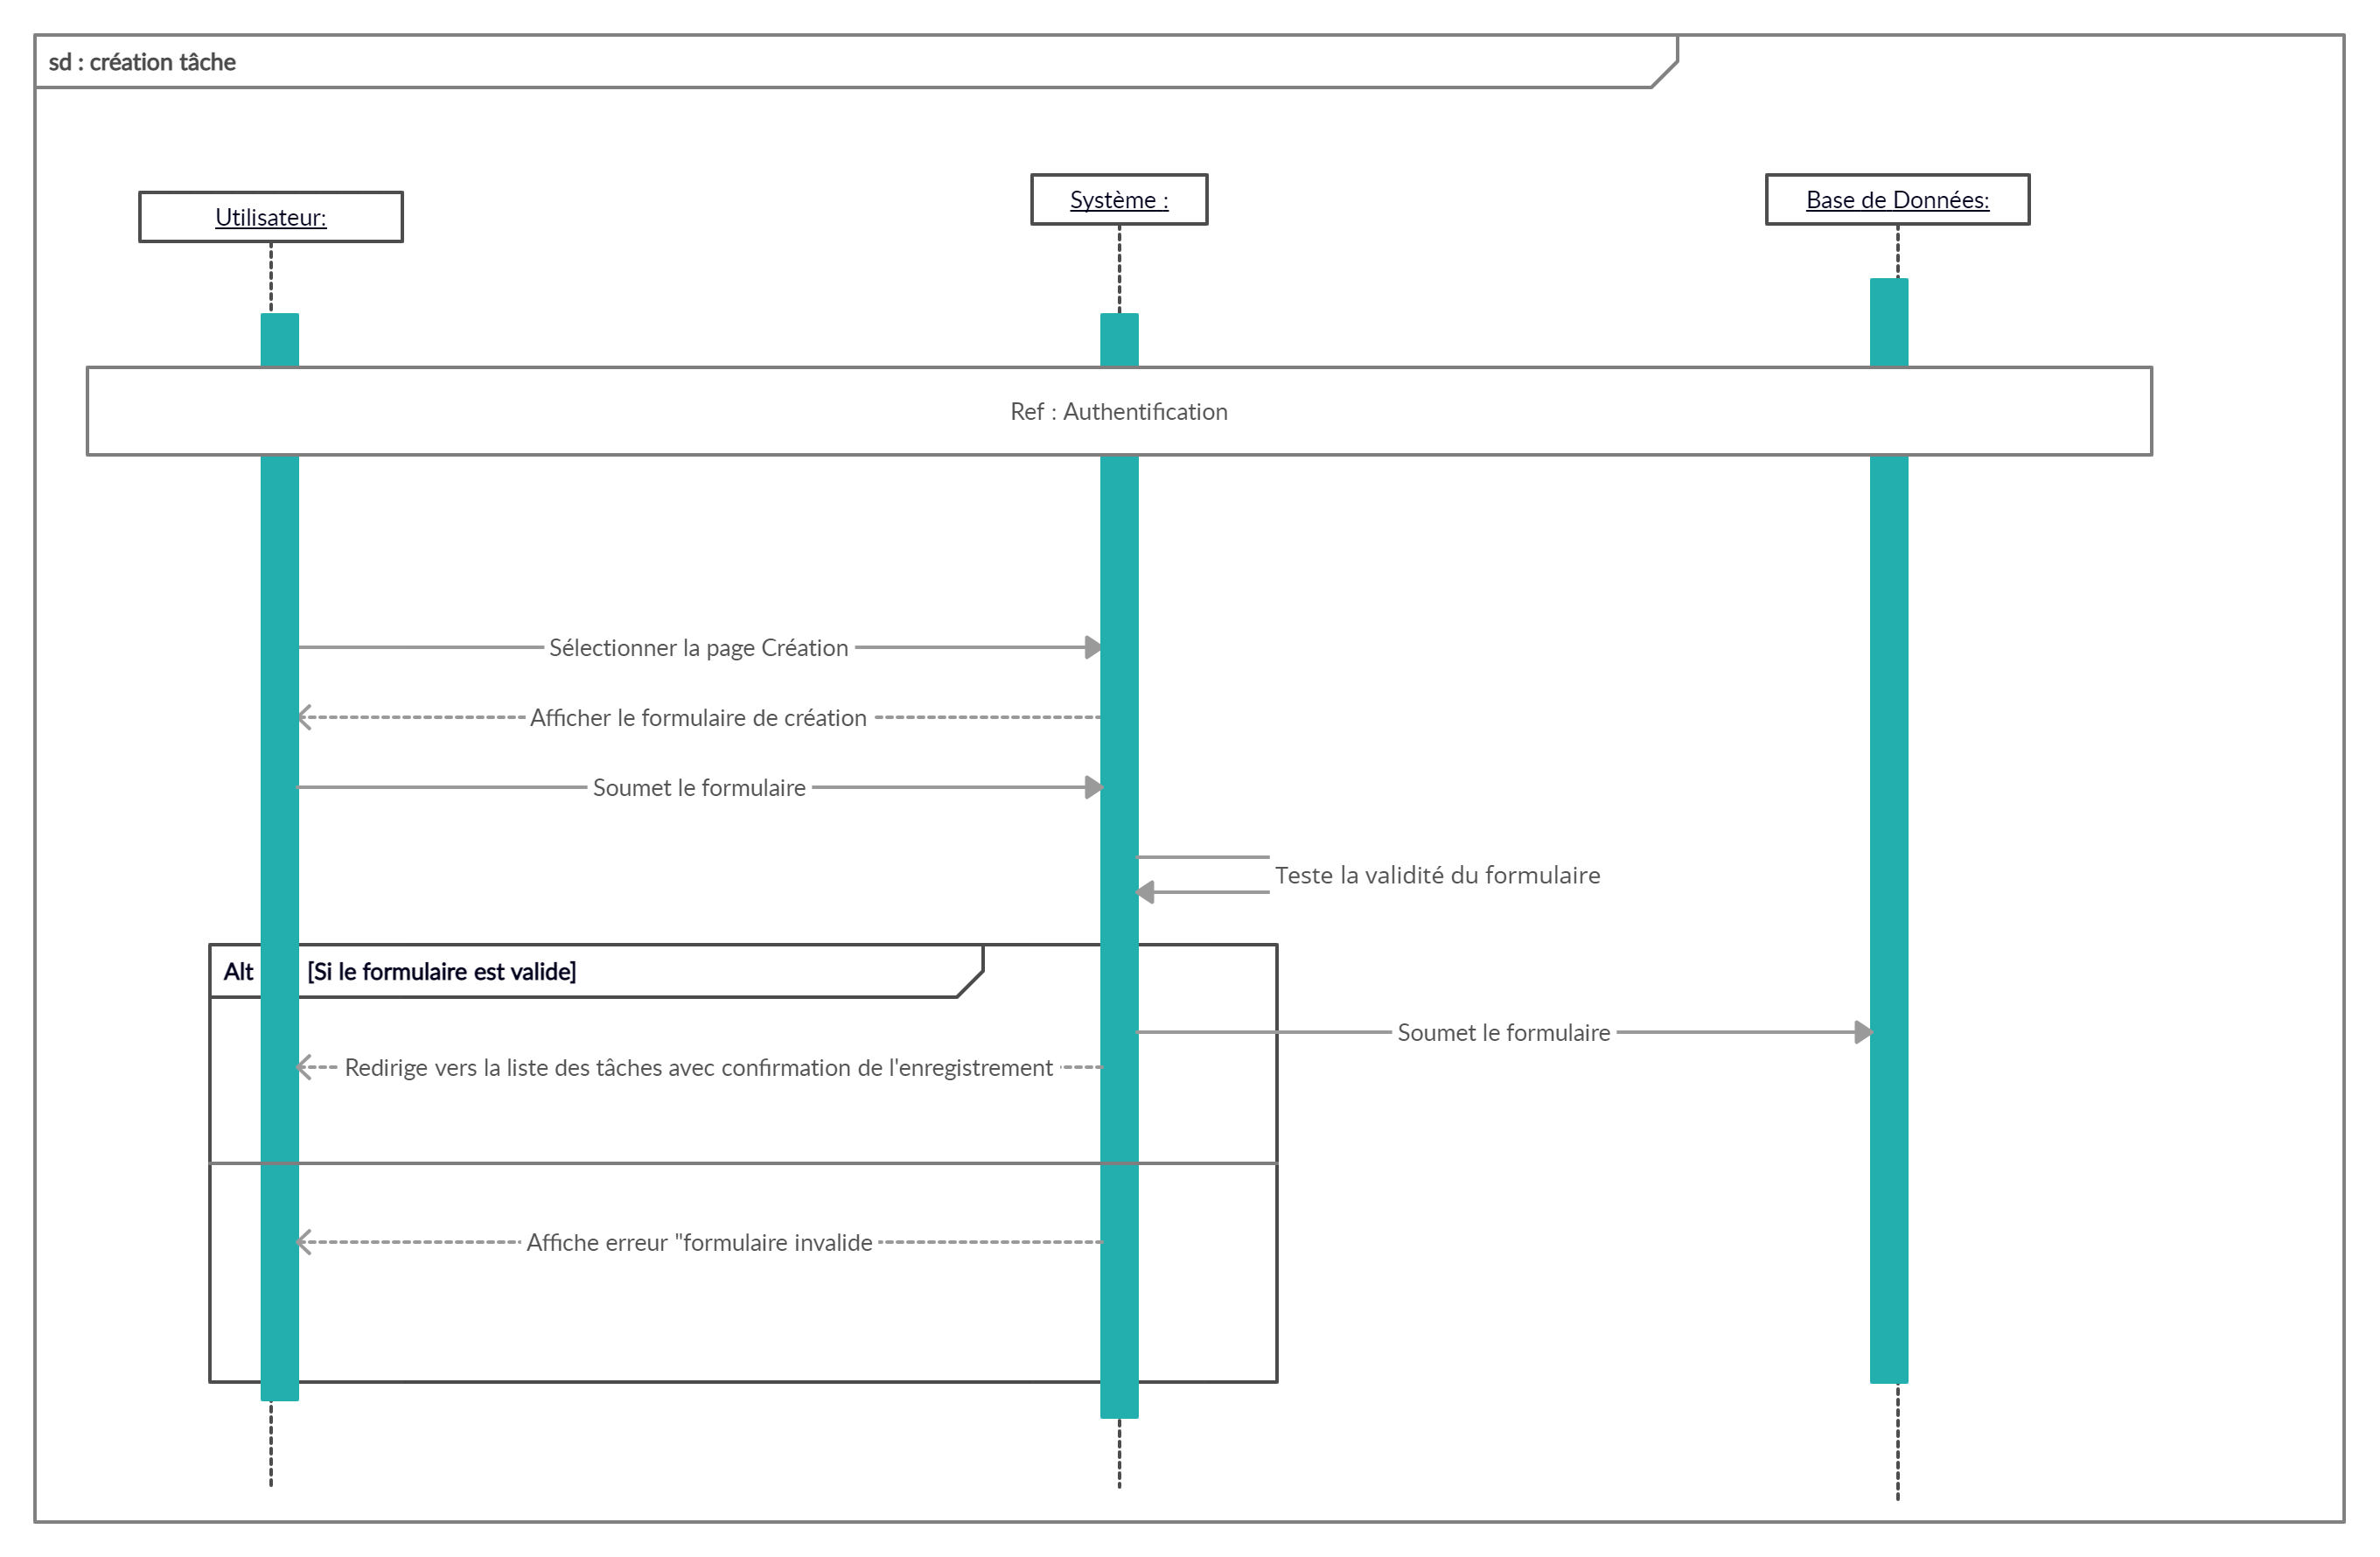 sd : création tâche
Utilisateur:
Système :
Base de Données:
Ref : Authentification
Sélectionner la page Création
Afficher le formulaire de création
Soumet le formulaire
Teste la validité du formulaire
Alt [Si le formulaire est valide]
Soumet le formulaire
Redirige vers la liste des tâches avec confirmation de l'enregistrement
Affiche erreur "formulaire invalide